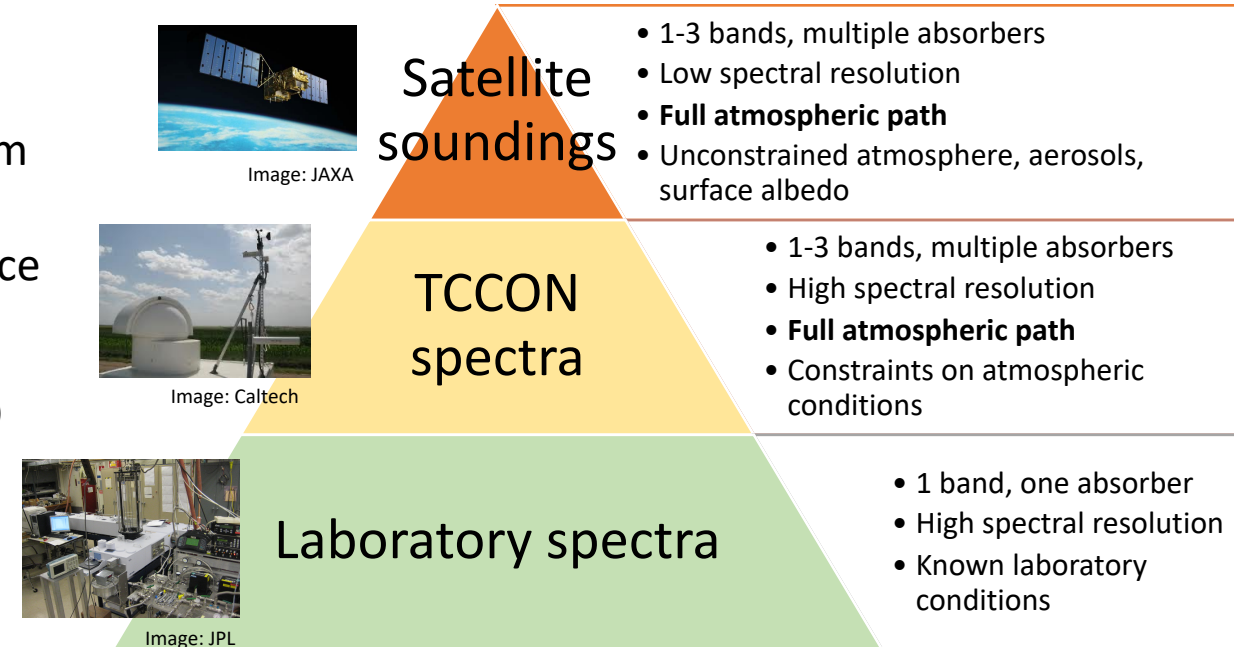 m
ce
)
Satellite
soundings
Image: JAXA
• 1-3 bands, multiple absorbers
• Low spectral resolution
• Full atmospheric path
• Unconstrained atmosphere, aerosols,
surface albedo
TCCON
spectra
Image: Caltech
• 1-3 bands, multiple absorbers
• High spectral resolution
• Full atmospheric path
• Constraints on atmospheric
conditions
Laboratory spectra
Image: JPL
• 1 band, one absorber
• High spectral resolution
• Known laboratory
conditions